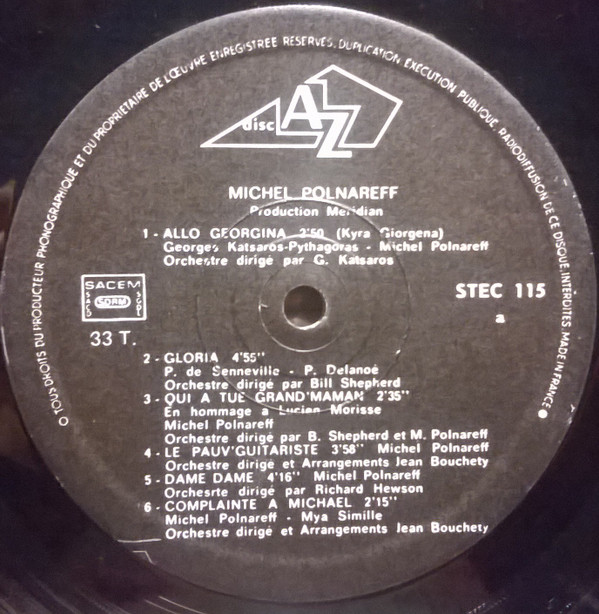 TOUS DROITS DU PRODUCTEUR PHONOGRAPHIQUE ET DU PROPRIETAIRE DE L'ŒUVRE ENREGISTREE RESERVES. DUPLICATION EXECUTION PUBLIQUE, RADIODIFFUSION DE CE DISQUE INTERDITES. MADE IN FRANCE
disc AZ
MICHEL POLNAREFF
Production Meridian
1 - ALLO GEORGINA 2'50 (Kyra Giorgena)
Georges Katsaros-Pythagoras - Michel Polnareff
Orchestre dirigé par G. Katsaros
SACEM
SACD SDRM SGDL
STEC 115
33 T.
a
2 - GLORIA 4'55"
P. de Senneville - P. Delanoé
Orchestre dirigé par Bill Shepherd
3 - QUI A TUE GRAND'MAMAN 2'35"
En hommage a Lucien Morisse
Michel Polnareff
Orchestre dirigé par B. Shepherd et M. Polnareff
4 - LE PAUV'GUITARISTE 3'58" Michel Polnareff
Orchestre dirigé et Arrangements Jean Bouchety
5 - DAME DAME 4'16" Michel Polnareff
Orchesrte dirigé par Richard Hewson
6 - COMPLAINTE A MICHAEL 2'15"
Michel Polnareff - Mya Simille
Orchestre dirigé et Arrangements Jean Bouchety